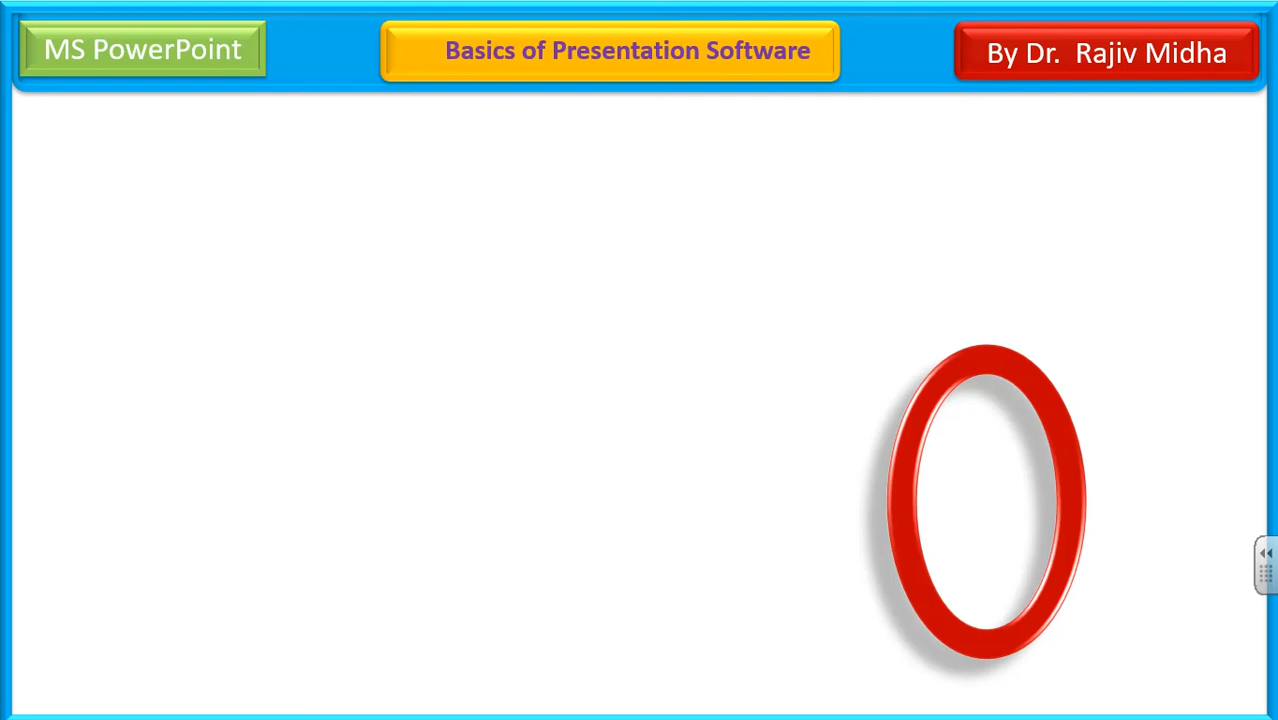 MS PowerPoint
Basics of Presentation Software
By Dr.  Rajiv Midha